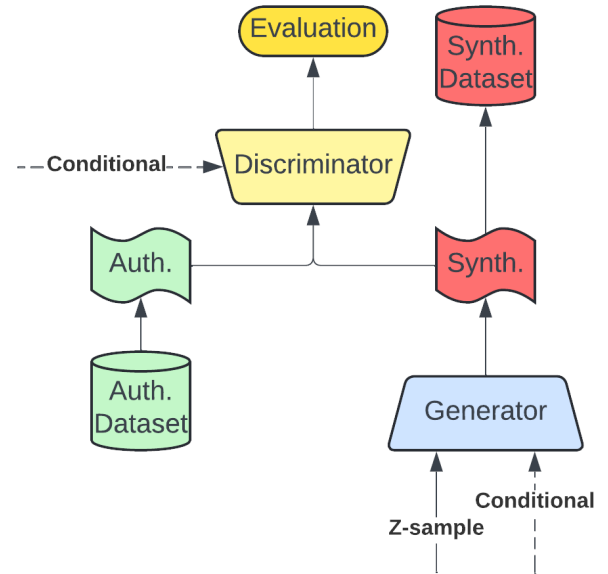 Evaluation
Synth.
Dataset
Conditional
Discriminator
Auth.
Synth.
Auth.
Dataset
Generator
Conditional
Z-sample